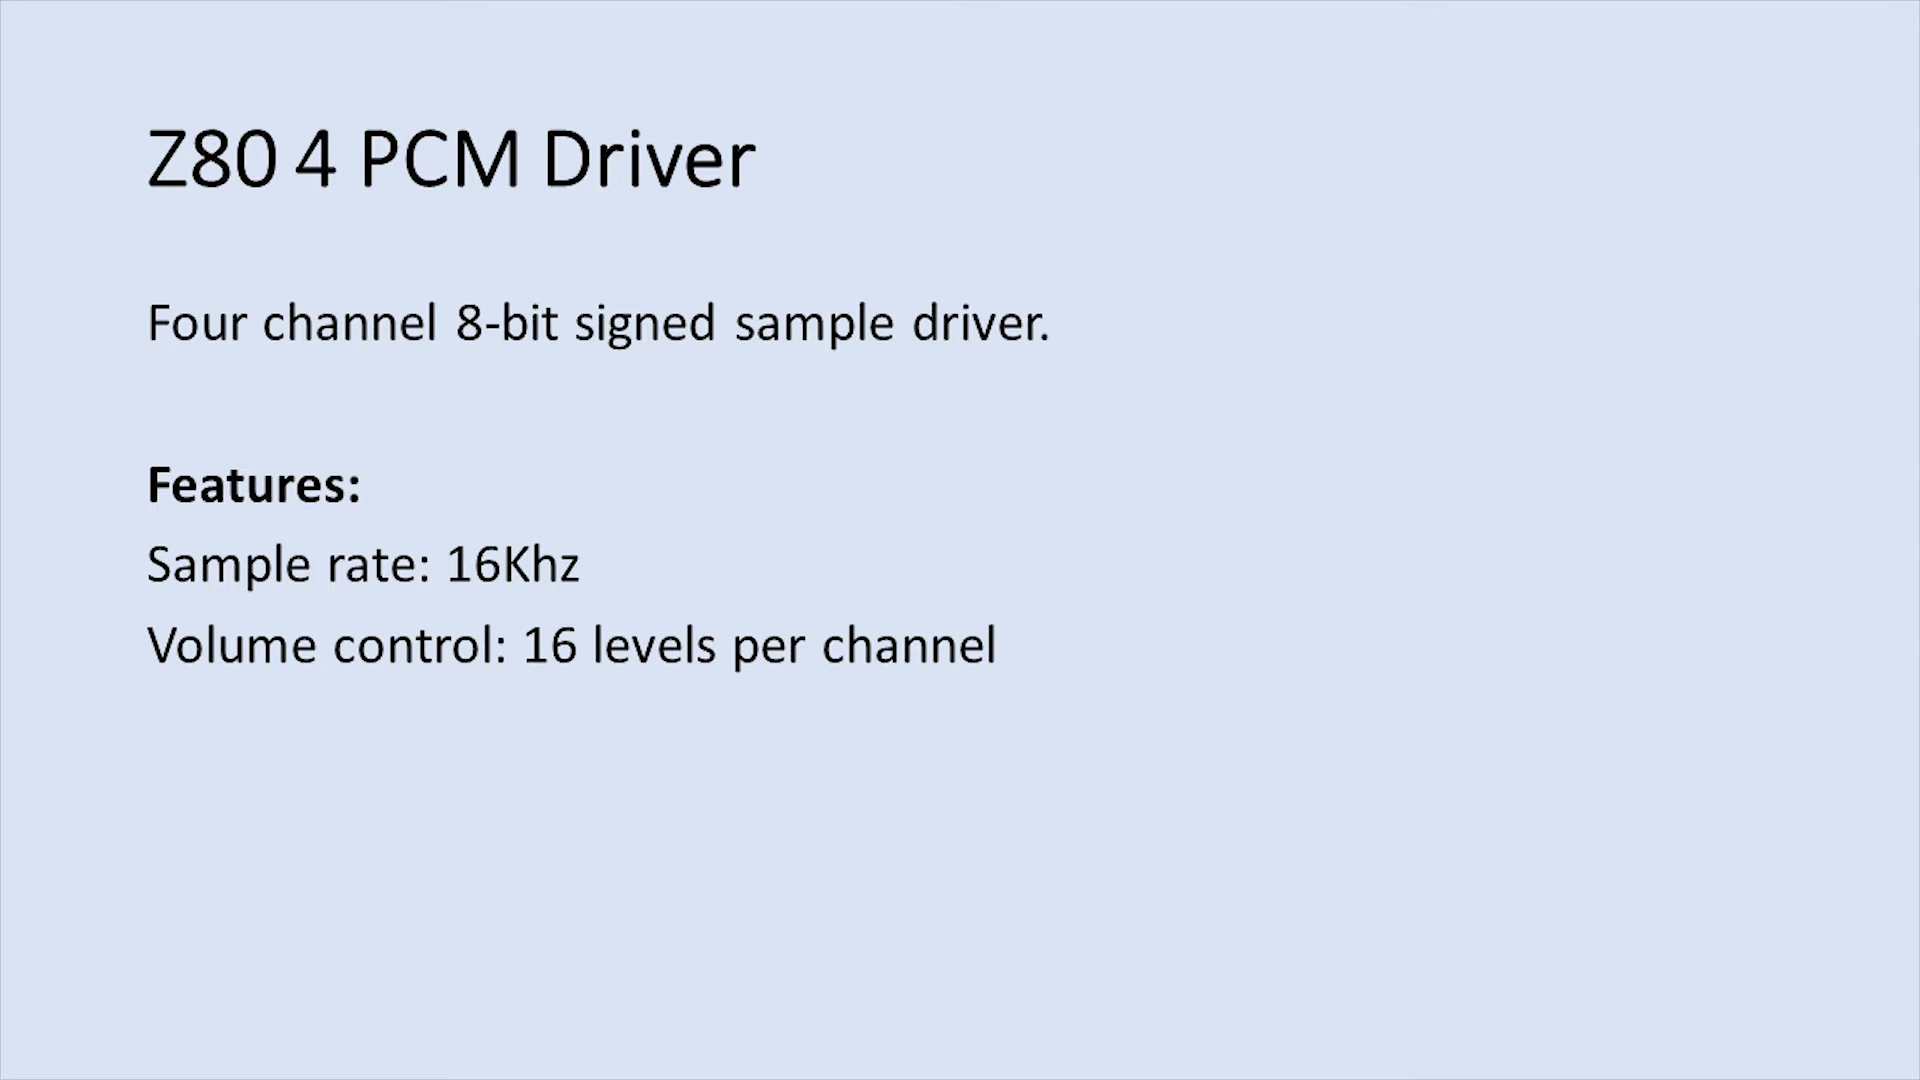 Z80 4 PCM Driver
Four channel 8-bit signed sample driver.
Features:
Sample rate: 16Khz
Volume control: 16 levels per channel